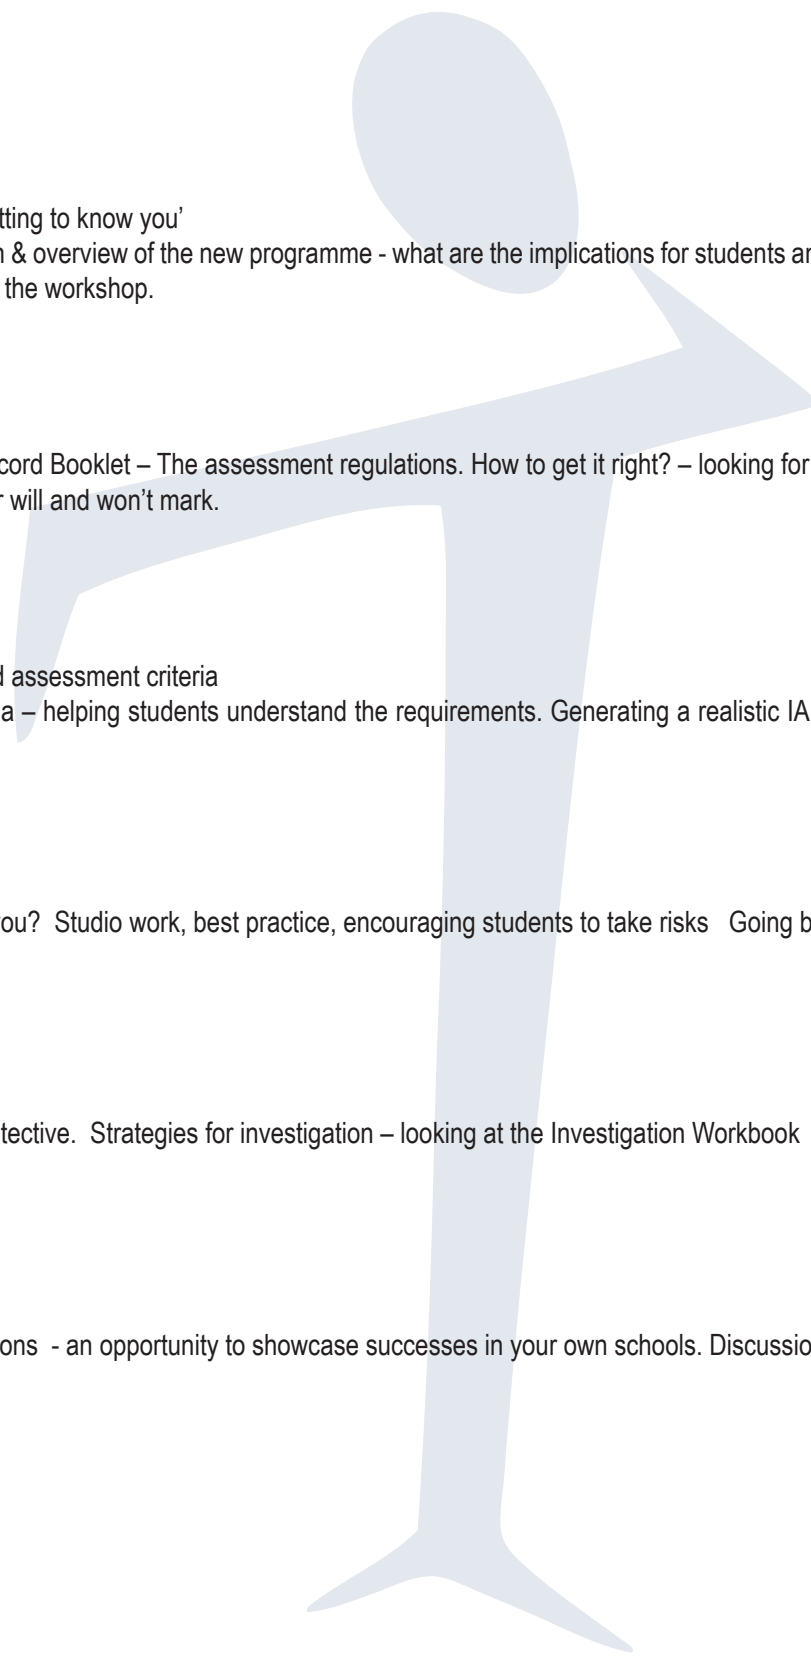 tting to know you’
n & overview of the new programme - what are the implications for students ar
the workshop.
cord Booklet – The assessment regulations. How to get it right? – looking for
r will and won’t mark.
d assessment criteria
a – helping students understand the requirements. Generating a realistic IA
ou?  Studio work, best practice, encouraging students to take risks   Going b
tective.  Strategies for investigation – looking at the Investigation Workbook
ons  - an opportunity to showcase successes in your own schools. Discussio